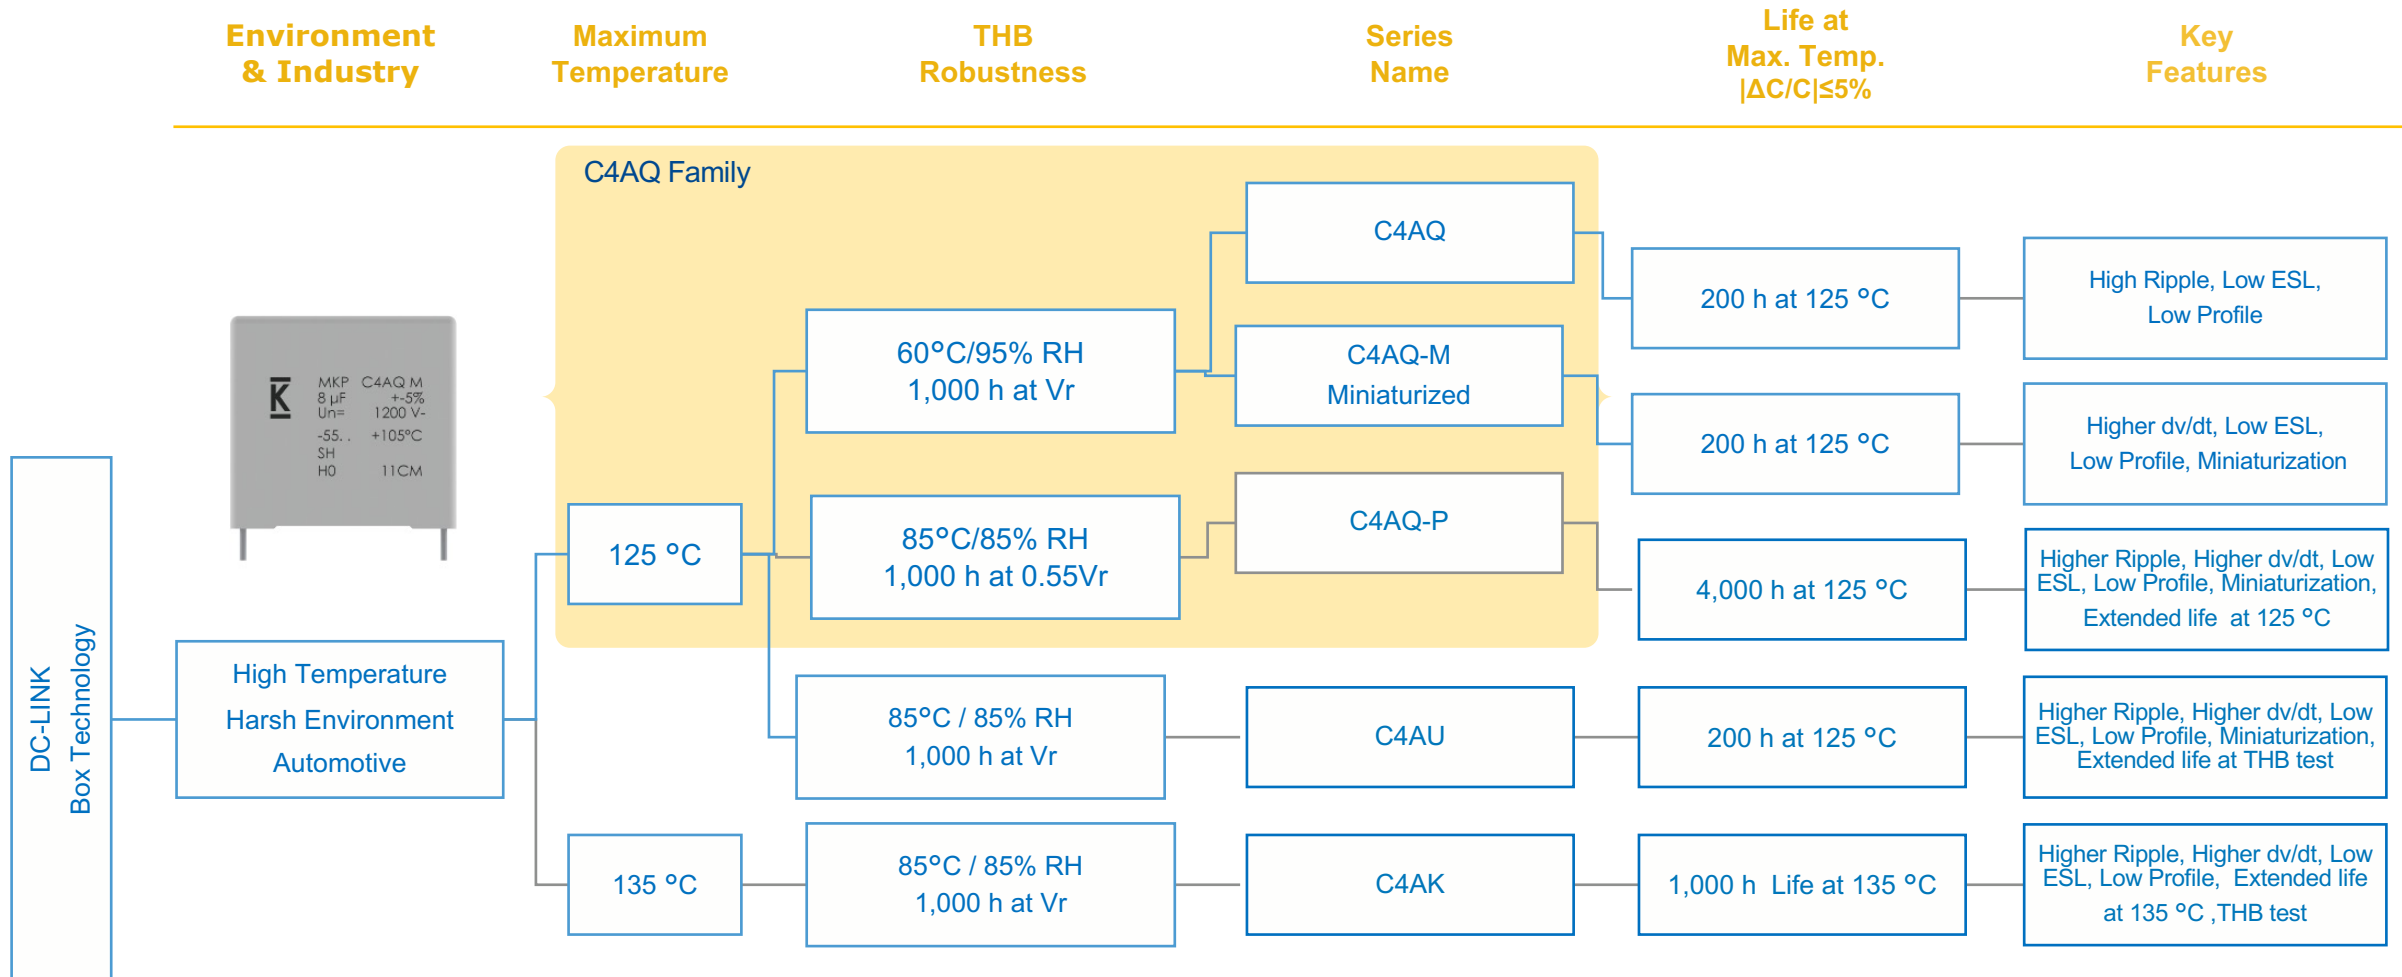 Environment
& Industry
Maximum
Temperature
THB
Robustness
Series
Name
Life at
Max. Temp.
|ΔC/C|≤5%
Key
Features
C4AQ Family
DC-LINK
Box Technology
K
MKP C4AQ M
8 µF +-5%
Un= 1200 V-
-55. . +105°C
SH
H0 11CM
High Temperature
Harsh Environment
Automotive
125 °C
60°C/95% RH
1,000 h at Vr
C4AQ
200 h at 125 °C
High Ripple, Low ESL,
Low Profile
C4AQ-M
Miniaturized
200 h at 125 °C
Higher dv/dt, Low ESL,
Low Profile, Miniaturization
85°C/85% RH
1,000 h at 0.55Vr
C4AQ-P
4,000 h at 125 °C
Higher Ripple, Higher dv/dt, Low
ESL, Low Profile, Miniaturization,
Extended life at 125 °C
85°C / 85% RH
1,000 h at Vr
C4AU
200 h at 125 °C
Higher Ripple, Higher dv/dt, Low
ESL, Low Profile, Miniaturization,
Extended life at THB test
135 °C
85°C / 85% RH
1,000 h at Vr
C4AK
1,000 h Life at 135 °C
Higher Ripple, Higher dv/dt, Low
ESL, Low Profile, Extended life
at 135 °C ,THB test